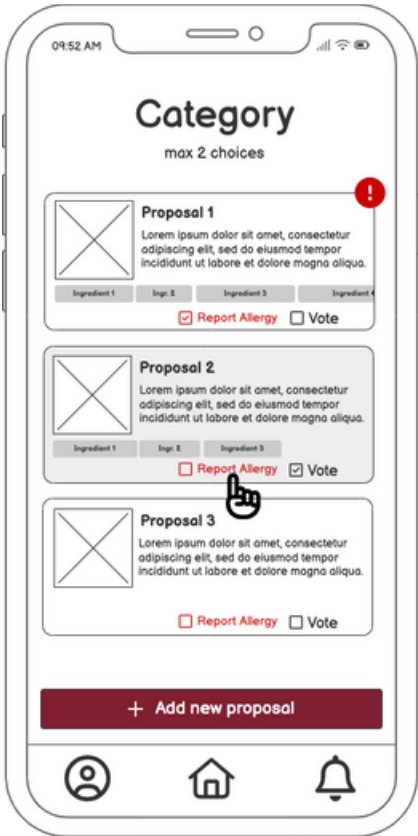 09:52 AM
Category
max 2 choices
!
Proposal 1
Lorem ipsum dolor sit amet, consectetur
adipiscing elit, sed do eiusmod tempor
incididunt ut labore et dolore magna aliqua.
Ingredient 1 Ingr. 2 Ingredient 3 Ingredient 4
Report Allergy Vote
Proposal 2
Lorem ipsum dolor sit amet, consectetur
adipiscing elit, sed do eiusmod tempor
incididunt ut labore et dolore magna aliqua.
Ingredient 1 Ingr. 2 Ingredient 3
Report Allergy Vote
Proposal 3
Lorem ipsum dolor sit amet, consectetur
adipiscing elit, sed do eiusmod tempor
incididunt ut labore et dolore magna aliqua.
Report Allergy Vote
+ Add new proposal